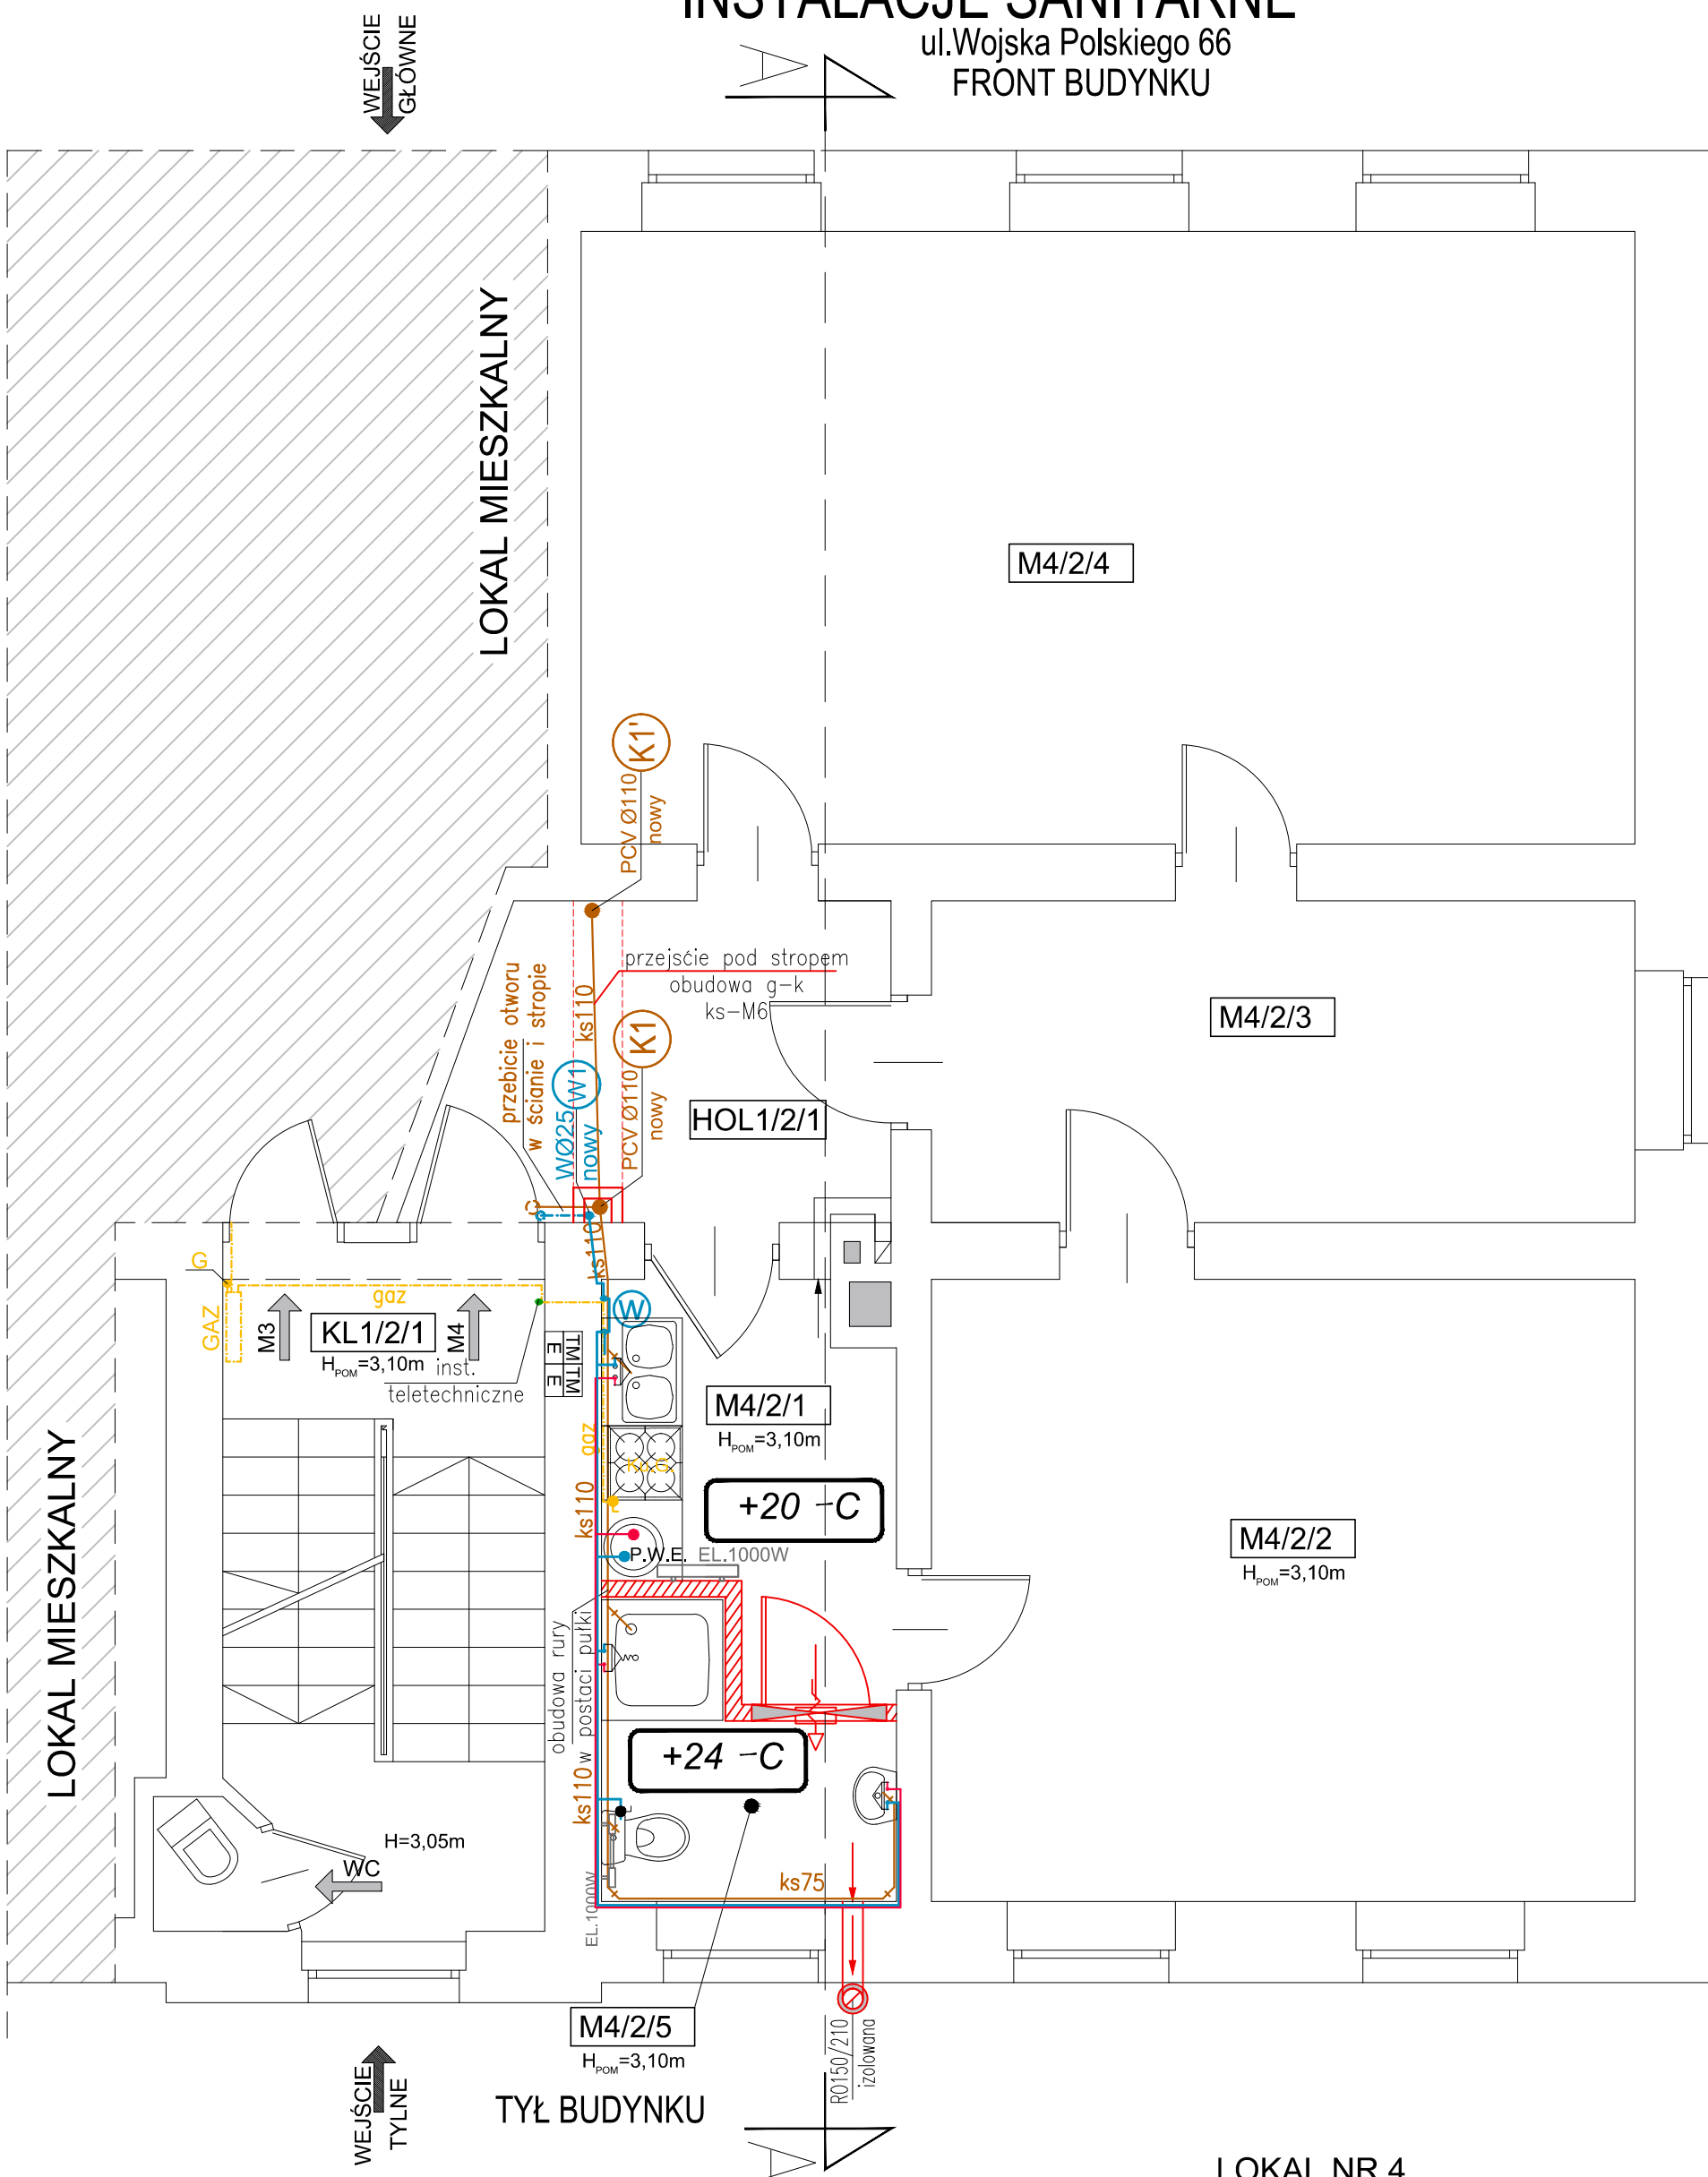 INSTALACJE SANITARNE
ul.Wojska Polskiego 66
FRONT BUDYNKU
WEJŚCIE
GŁÓWNE
A
LOKAL MIESZKALNY
M4/2/4
K1'
PCV Ø110
nowy
przejście pod stropem
obudowa g-k
ks-M6
ks110
przebicie otworu
w ścianie i stropie
K1
PCV Ø110
nowy
W1
WØ25
nowy
M4/2/3
HOL1/2/1
ks110
G
gaz
GAZ
M3
KL1/2/1
HPOM=3,10m
M4
inst.
teletechniczne
TM TM
E E
W
M4/2/1
HPOM=3,10m
gaz
Ku.G
+20 -C
ks110
P.W.E.
EL.1000W
M4/2/2
HPOM=3,10m
LOKAL MIESZKALNY
obudowa rury
w postaci pułki
ks110
+24 -C
H=3,05m
WC
ks75
EL.1000W
M4/2/5
HPOM=3,10m
RO150/210
izolowana
WEJŚCIE
TYLNE
TYŁ BUDYNKU
A
LOKAL NR 4